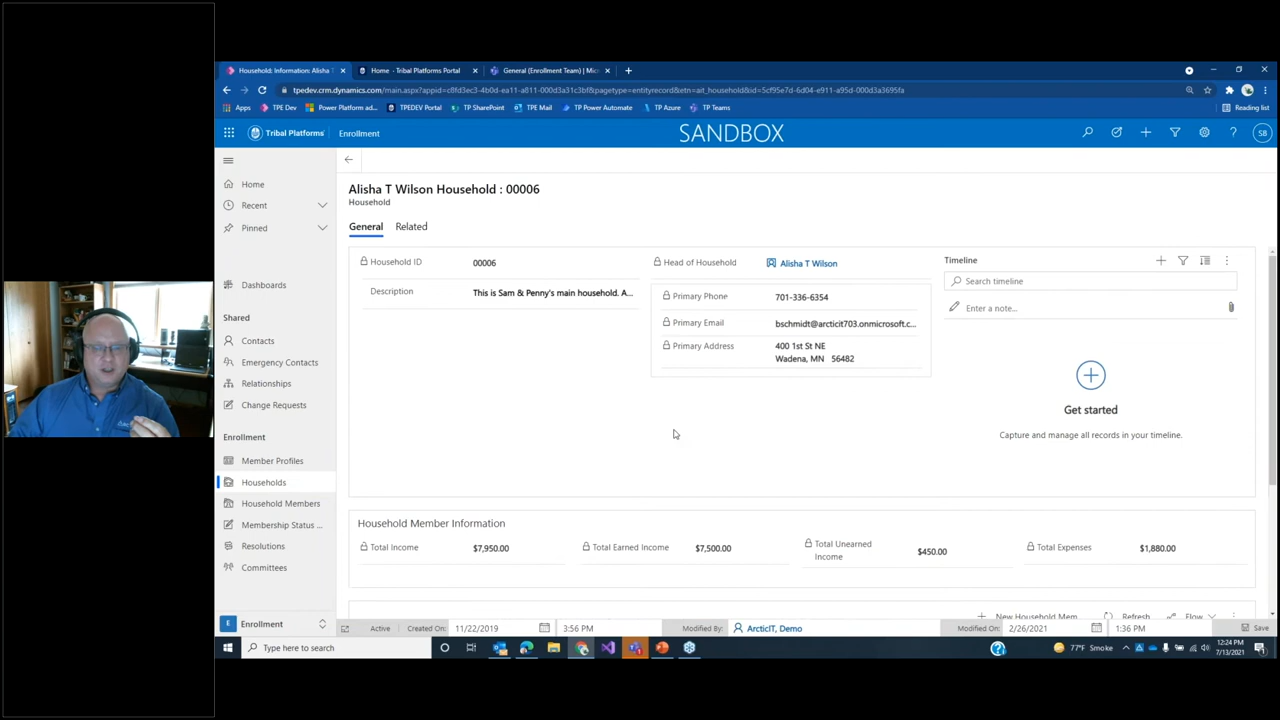 Household: Information: Alisha T
Home - Tribal Platforms Portal
General (Enrollment Team) | Mic
tpedev.crm.dynamics.com/main.aspx?appid=c8fd3ec3-4b0d-ea11-a811-000d3a31c3bf&pagetype=entityrecord&etn=ait_household&id=5cf95e7d-6d04-e911-a95d-000d3a3695fa
Apps
TPE Dev
Power Platform ad...
TPEDEV Portal
TP SharePoint
TPE Mail
TP Power Automate
TP Azure
TP Teams
Reading list
Tribal Platforms
Enrollment
SANDBOX
SB
Home
Recent
Pinned
Dashboards
Shared
Contacts
Emergency Contacts
Relationships
Change Requests
Enrollment
Member Profiles
Households
Household Members
Membership Status ...
Resolutions
Committees
E Enrollment
Alisha T Wilson Household : 00006
Household
General Related
Household ID 00006
Description This is Sam & Penny's main household. A...
Head of Household Alisha T Wilson
Primary Phone 701-336-6354
Primary Email bschmidt@arcticit703.onmicrosoft.c...
Primary Address 400 1st St NE
Wadena, MN 56482
Timeline
Search timeline
Enter a note...
Get started
Capture and manage all records in your timeline.
Household Member Information
Total Income $7,950.00
Total Earned Income $7,500.00
Total Unearned
Income
$450.00
Total Expenses $1,880.00
New Household Mem...
Refresh
Flow
Active
Created On: 11/22/2019 3:56 PM
Modified By: ArcticIT, Demo
Modified On: 2/26/2021 1:36 PM
Save
Type here to search
77°F Smoke
12:24 PM
7/13/2021